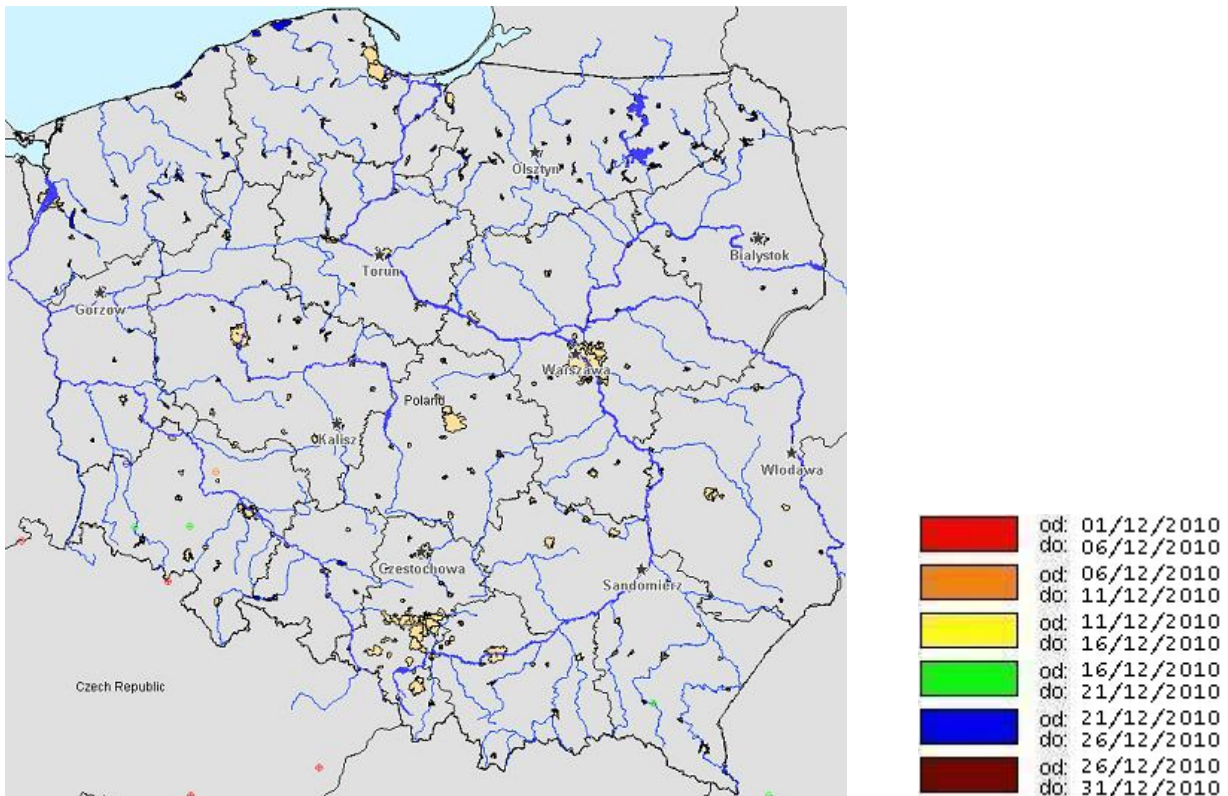 Olsztyn
Bialystok
Torun
Gorzow
Warszawa
Poland
Kalisz
Wlodawa
Czestochowa
Sandomierz
Czech Republic
od: 01/12/2010
do: 06/12/2010
od: 06/12/2010
do: 11/12/2010
od: 11/12/2010
do: 16/12/2010
od: 16/12/2010
do: 21/12/2010
od: 21/12/2010
do: 26/12/2010
od: 26/12/2010
do: 31/12/2010